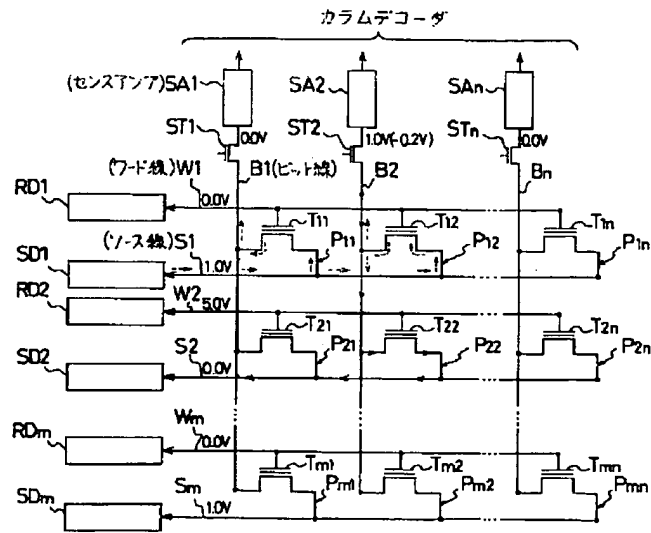 カラムデコーダ
(センスアンプ)SA1 SA2 SAn
ST1 0.0V ST2 1.0V(-0.2V) STn 0.0V
(ワード線)W1 B1(ビット線) B2 Bn
RD1 0.0V T11 T12 T1n
(ソース線)S1 P11 P12 P1n
SD1 1.0V
RD2 W2 5.0V T21 T22 T2n
S2 P21 P22 P2n
SD2 0.0V
Wm
RDm 0.0V Tm1 Tm2 Tmn
Sm Pm1 Pm2 Pmn
SDm 1.0V